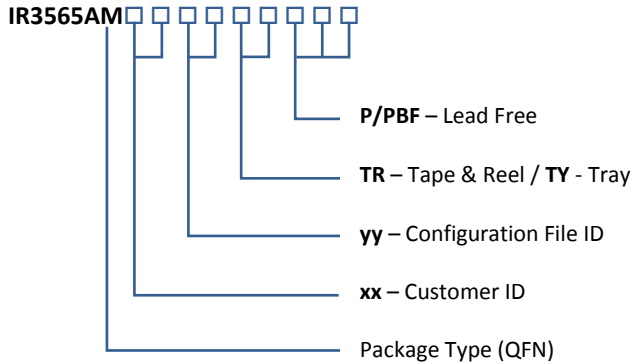 IR3565AM
P/PBF – Lead Free
TR – Tape & Reel / TY - Tray
yy – Configuration File ID
xx – Customer ID
Package Type (QFN)